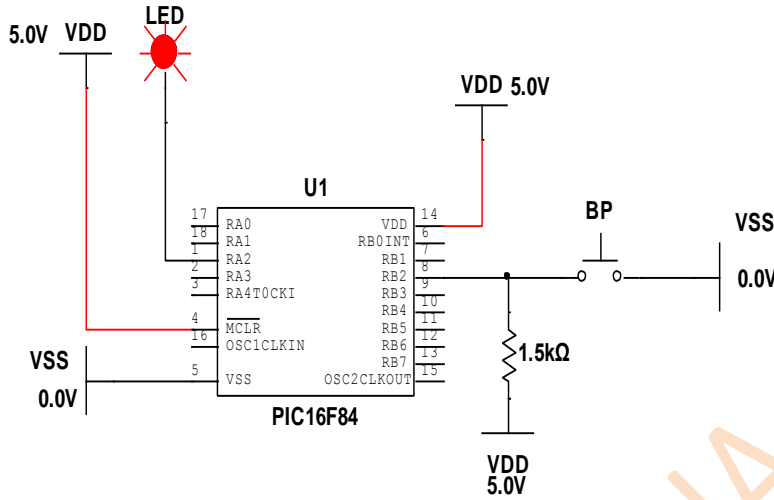 LED
5.0V VDD
VDD 5.0V
U1
17 RA0 VDD 14
18 RA1 RB0INT 6
1 RA2 RB1 7
2 RA3 RB2 8
3 RA4T0CKI RB3 9
RB4 10
4 MCLR RB5 11
16 OSC1CLKIN RB6 12
RB7 13
5 VSS OSC2CLKOUT 15
PIC16F84
BP
VSS
0.0V
VSS
0.0V
1.5kΩ
VDD
5.0V